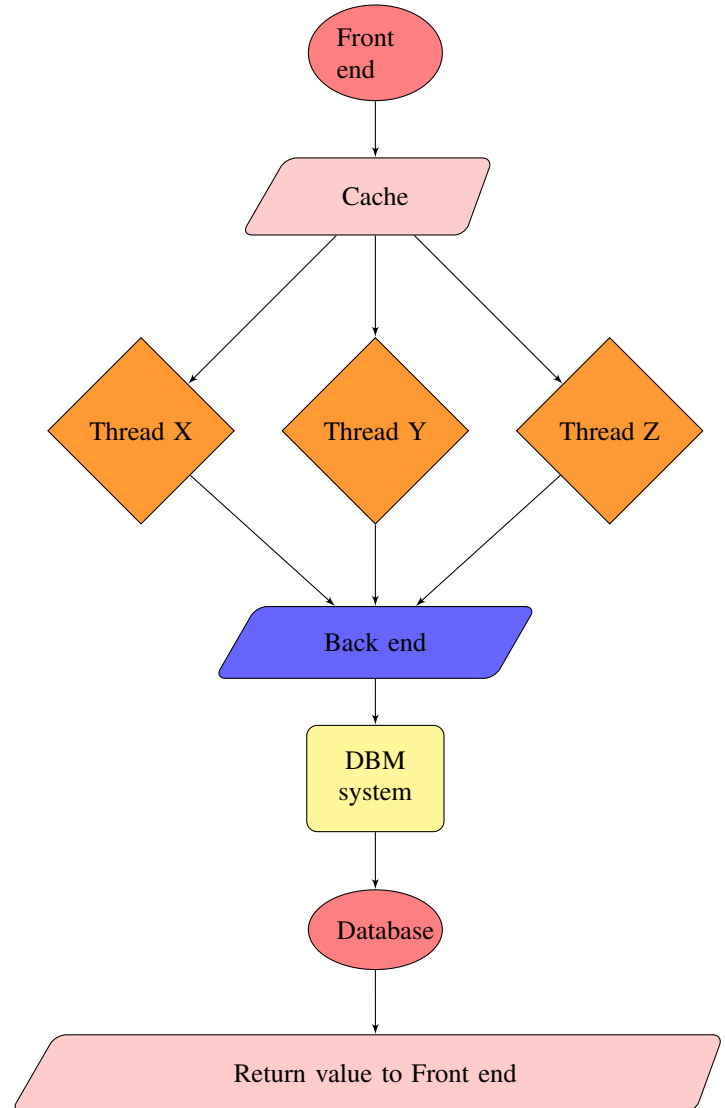 Front
end
Cache
Thread X
Thread Y
Thread Z
Back end
DBM
system
Database
Return value to Front end